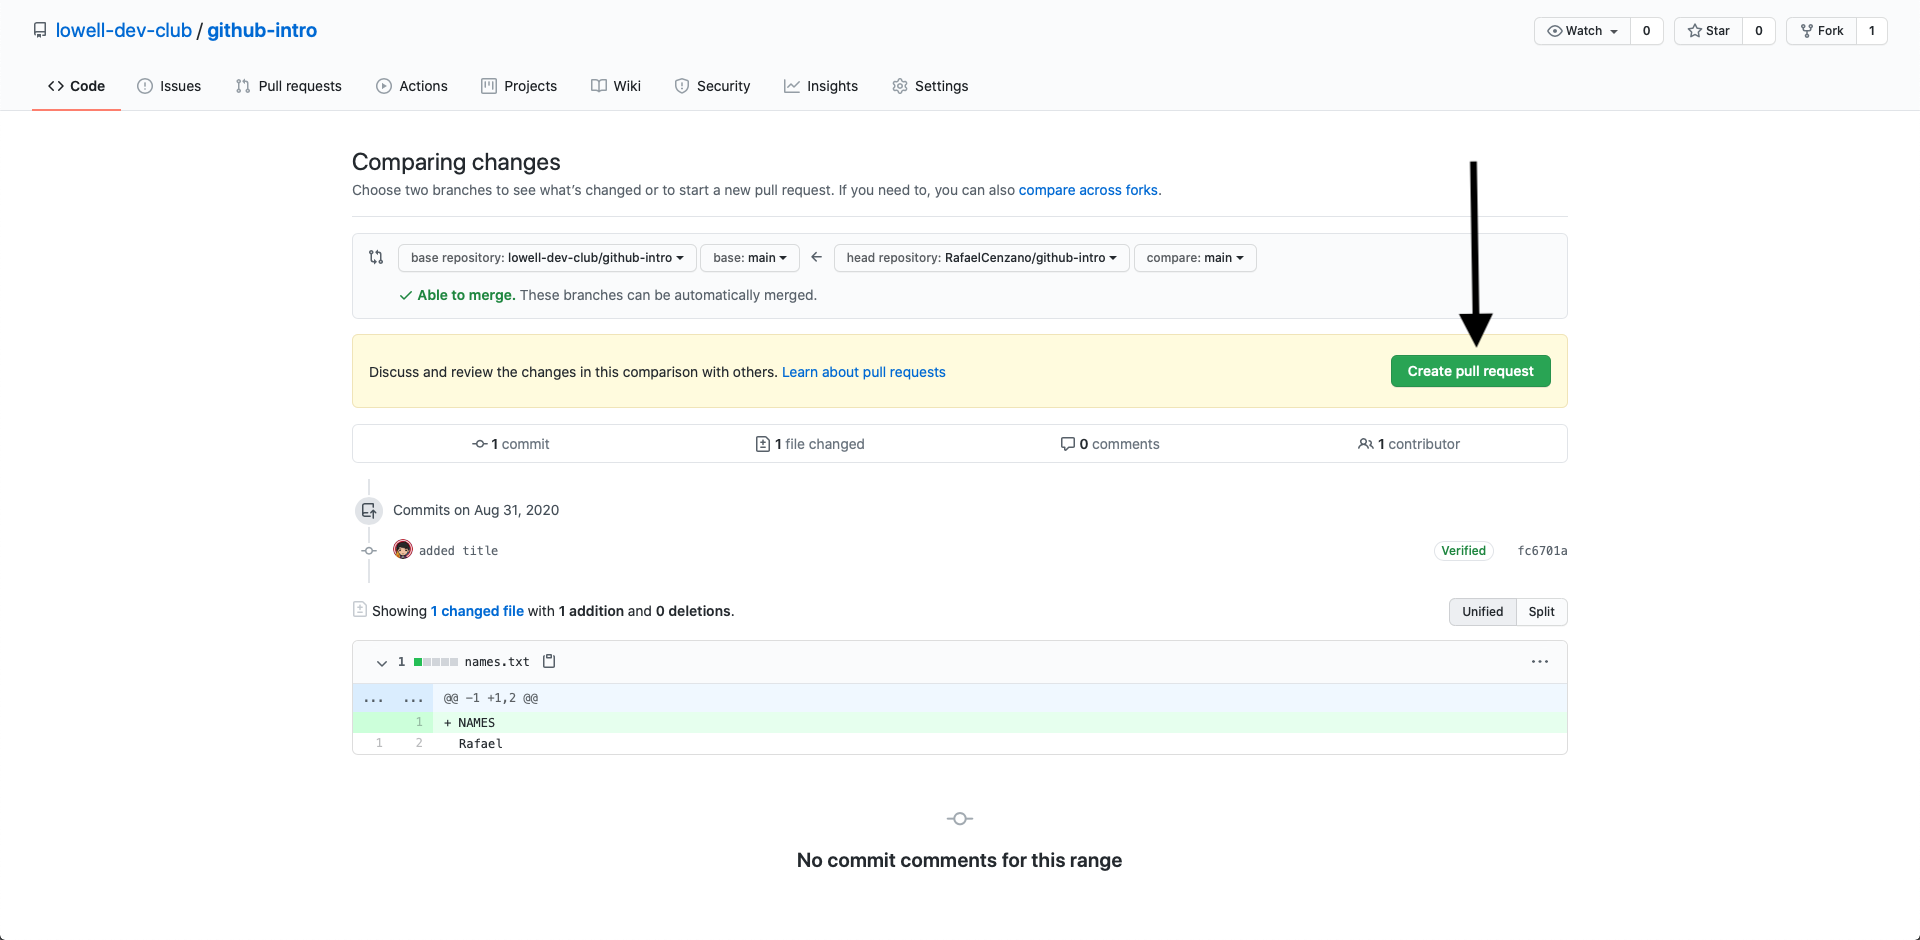 lowell-dev-club / github-intro
Watch 0 Star 0 Fork 1
Code Issues Pull requests Actions Projects Wiki Security Insights Settings
Comparing changes
Choose two branches to see what's changed or to start a new pull request. If you need to, you can also compare across forks.
base repository: lowell-dev-club/github-intro base: main ← head repository: RafaelCenzano/github-intro compare: main
Able to merge. These branches can be automatically merged.
Discuss and review the changes in this comparison with others. Learn about pull requests
Create pull request
1 commit 1 file changed 0 comments 1 contributor
Commits on Aug 31, 2020
added title Verified fc6701a
Showing 1 changed file with 1 addition and 0 deletions.
Unified Split
1 names.txt ...
... ... @@ -1 +1,2 @@
1 + NAMES
1 2 Rafael
No commit comments for this range